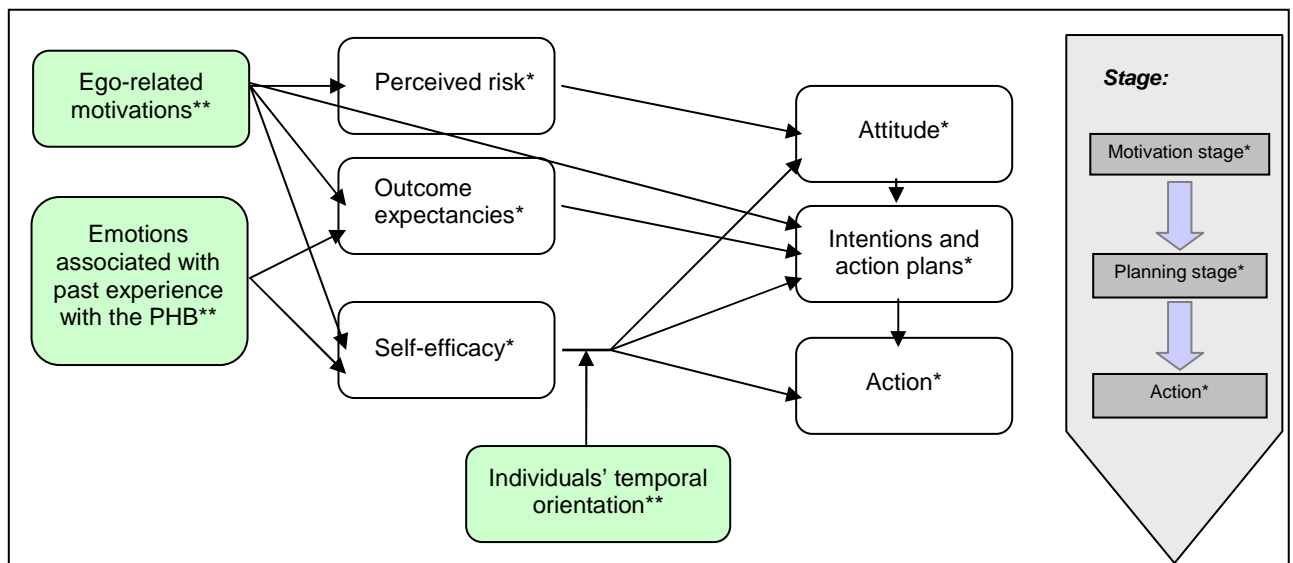 Ego-related
motivations**
Emotions
associated with
past experience
with the PHB**
Perceived risk*
Outcome
expectancies*
Self-efficacy*
Individuals’ temporal
orientation**
Attitude*
Intentions and
action plans*
Action*
Stage:
Motivation stage*
Planning stage*
Action*